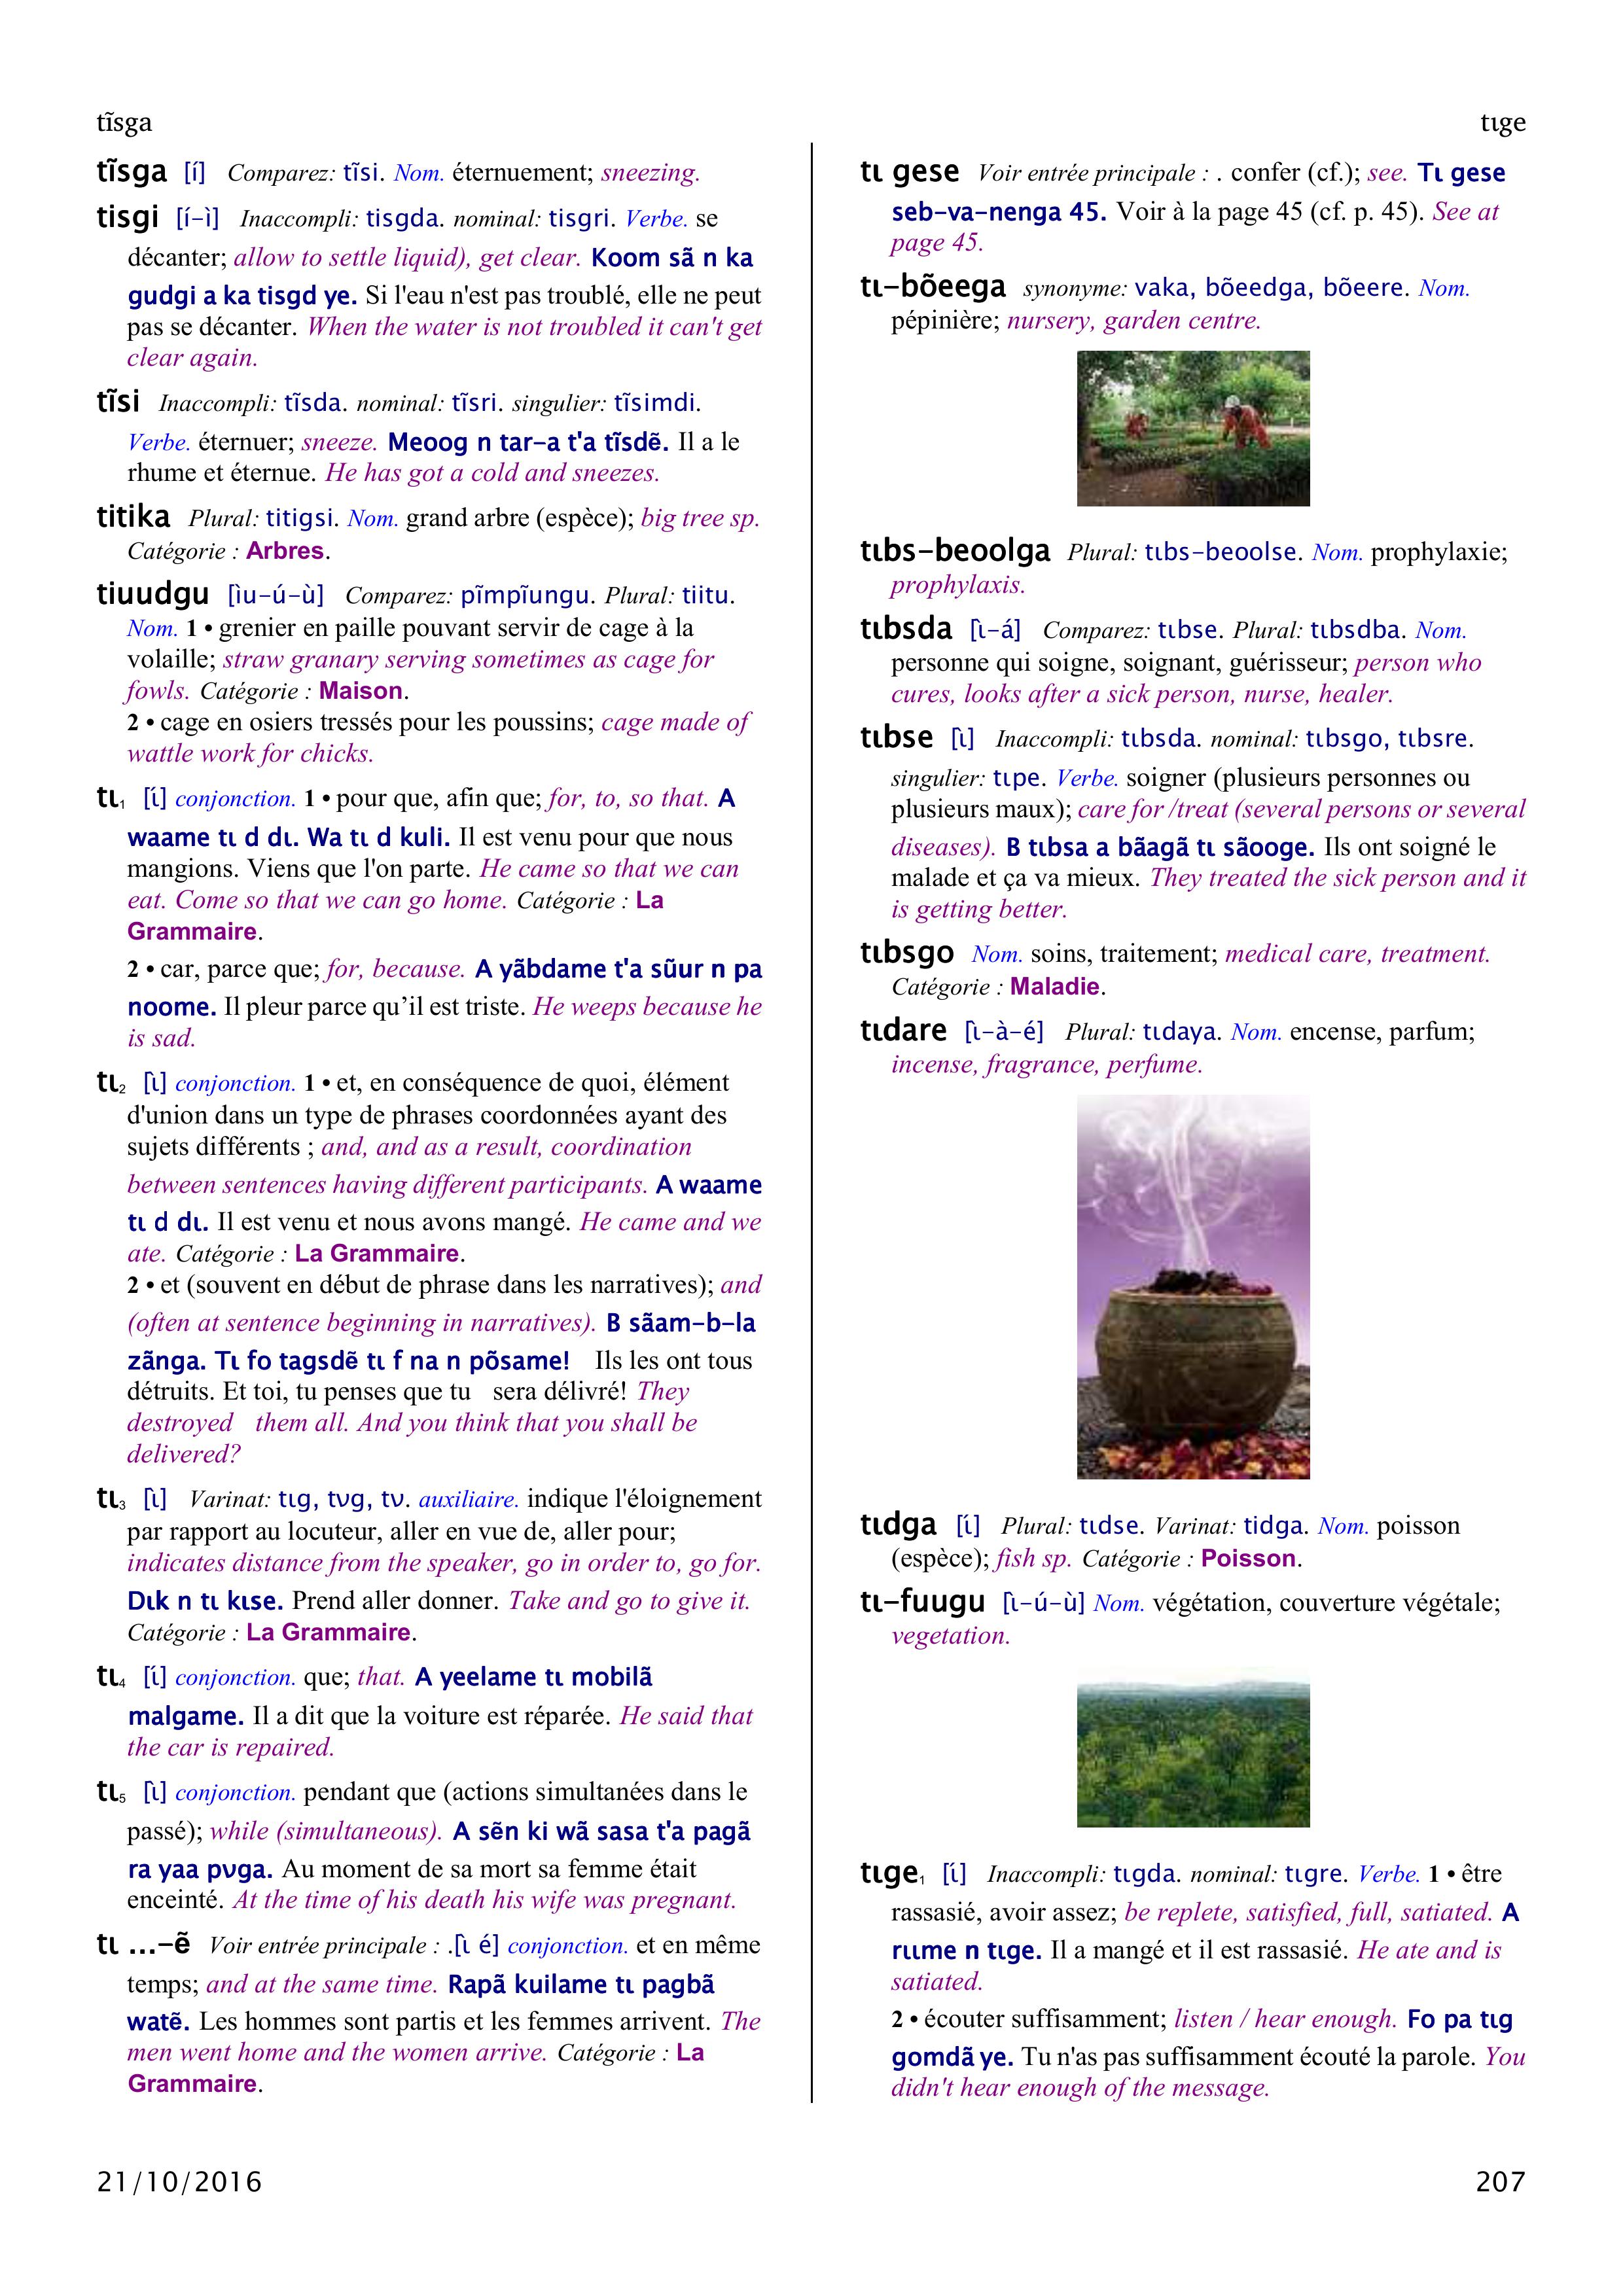 tĩsga
tɩge
tĩsga [í] Comparez: tĩsi. Nom. éternuement; sneezing.
tisgi [í-ì] Inaccompli: tisgda. nominal: tisgri. Verbe. se
décanter; allow to settle liquid), get clear. Koom sã n ka
gudgi a ka tisgd ye. Si l'eau n'est pas troublé, elle ne peut
pas se décanter. When the water is not troubled it can't get
clear again.
tĩsi Inaccompli: tĩsda. nominal: tĩsri. singulier: tĩsimdi.
Verbe. éternuer; sneeze. Meoog n tar-a t'a tĩsdẽ. Il a le
rhume et éternue. He has got a cold and sneezes.
titika Plural: titigsi. Nom. grand arbre (espèce); big tree sp.
Catégorie : Arbres.
tiuudgu [ìu-ú-ù] Comparez: pĩmpĩungu. Plural: tiitu.
Nom. 1 • grenier en paille pouvant servir de cage à la
volaille; straw granary serving sometimes as cage for
fowls. Catégorie : Maison.
2 • cage en osiers tressés pour les poussins; cage made of
wattle work for chicks.
tɩ₁ [ɩ́] conjonction. 1 • pour que, afin que; for, to, so that. A
waame tɩ d dɩ. Wa tɩ d kuli. Il est venu pour que nous
mangions. Viens que l'on parte. He came so that we can
eat. Come so that we can go home. Catégorie : La
Grammaire.
2 • car, parce que; for, because. A yãbdame t'a sũur n pa
noome. Il pleur parce qu’il est triste. He weeps because he
is sad.
tɩ₂ [ɩ̀] conjonction. 1 • et, en conséquence de quoi, élément
d'union dans un type de phrases coordonnées ayant des
sujets différents ; and, and as a result, coordination
between sentences having different participants. A waame
tɩ d dɩ. Il est venu et nous avons mangé. He came and we
ate. Catégorie : La Grammaire.
2 • et (souvent en début de phrase dans les narratives); and
(often at sentence beginning in narratives). B sãam-b-la
zãnga. Tɩ fo tagsdẽ tɩ f na n põsame! Ils les ont tous
détruits. Et toi, tu penses que tu sera délivré! They
destroyed them all. And you think that you shall be
delivered?
tɩ₃ [ɩ̀] Varinat: tɩg, tʋg, tʋ. auxiliaire. indique l'éloignement
par rapport au locuteur, aller en vue de, aller pour;
indicates distance from the speaker, go in order to, go for.
Dɩk n tɩ kɩse. Prend aller donner. Take and go to give it.
Catégorie : La Grammaire.
tɩ₄ [ɩ́] conjonction. que; that. A yeelame tɩ mobilã
malgame. Il a dit que la voiture est réparée. He said that
the car is repaired.
tɩ₅ [ɩ̀] conjonction. pendant que (actions simultanées dans le
passé); while (simultaneous). A sẽn ki wã sasa t'a pagã
ra yaa pʋga. Au moment de sa mort sa femme était
enceinté. At the time of his death his wife was pregnant.
tɩ ...-ẽ Voir entrée principale : .[ɩ̀ é] conjonction. et en même
temps; and at the same time. Rapã kuilame tɩ pagbã
watẽ. Les hommes sont partis et les femmes arrivent. The
men went home and the women arrive. Catégorie : La
Grammaire.
tɩ gese Voir entrée principale : . confer (cf.); see. Tɩ gese
seb-va-nenga 45. Voir à la page 45 (cf. p. 45). See at
page 45.
tɩ-bõeega synonyme: vaka, bõeedga, bõeere. Nom.
pépinière; nursery, garden centre.
tɩbs-beoolga Plural: tɩbs-beoolse. Nom. prophylaxie;
prophylaxis.
tɩbsda [ɩ̀-á] Comparez: tɩbse. Plural: tɩbsdba. Nom.
personne qui soigne, soignant, guérisseur; person who
cures, looks after a sick person, nurse, healer.
tɩbse [ɩ̀] Inaccompli: tɩbsda. nominal: tɩbsgo, tɩbsre.
singulier: tɩpe. Verbe. soigner (plusieurs personnes ou
plusieurs maux); care for /treat (several persons or several
diseases). B tɩbsa a bãagã tɩ sãooge. Ils ont soigné le
malade et ça va mieux. They treated the sick person and it
is getting better.
tɩbsgo Nom. soins, traitement; medical care, treatment.
Catégorie : Maladie.
tɩdare [ɩ-à-é] Plural: tɩdaya. Nom. encense, parfum;
incense, fragrance, perfume.
tɩdga [ɩ́] Plural: tɩdse. Varinat: tidga. Nom. poisson
(espèce); fish sp. Catégorie : Poisson.
tɩ-fuugu [ɩ̀-ú-ù] Nom. végétation, couverture végétale;
vegetation.
tɩge₁ [ɩ́] Inaccompli: tɩgda. nominal: tɩgre. Verbe. 1 • être
rassasié, avoir assez; be replete, satisfied, full, satiated. A
rɩɩme n tɩge. Il a mangé et il est rassasié. He ate and is
satiated.
2 • écouter suffisamment; listen / hear enough. Fo pa tɩg
gomdã ye. Tu n'as pas suffisamment écouté la parole. You
didn't hear enough of the message.
21/10/2016
207